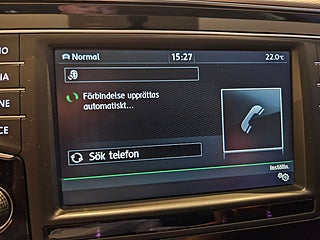 Normal 15:27 22.0°C
Förbindelse upprättas
automatiskt...
Sök telefon
Inställn.